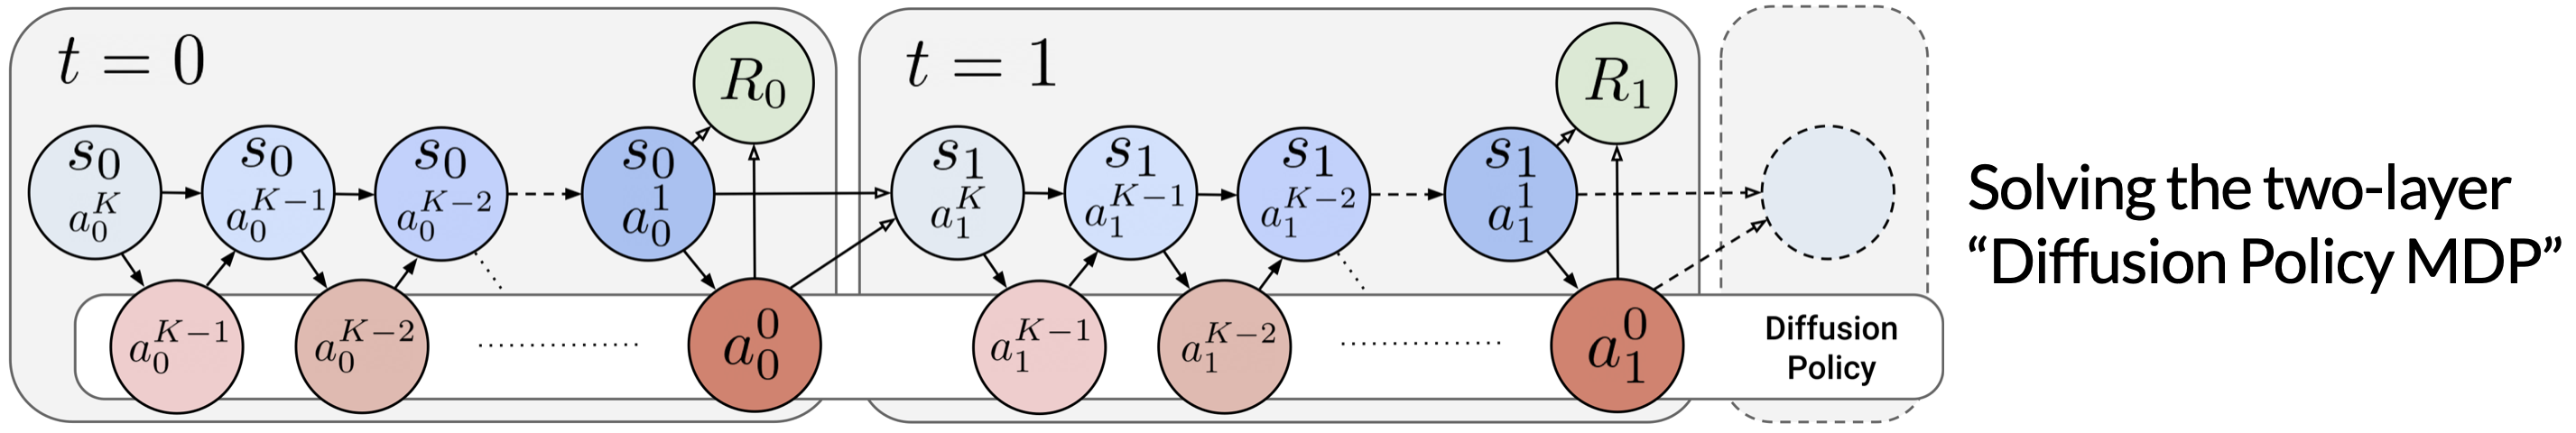 t = 0
R_0
t = 1
R_1
s_0 a_0^K
s_0 a_0^{K-1}
s_0 a_0^{K-2}
s_0 a_0^1
s_1 a_1^K
s_1 a_1^{K-1}
s_1 a_1^{K-2}
s_1 a_1^1
a_0^{K-1}
a_0^{K-2}
a_0^0
a_1^{K-1}
a_1^{K-2}
a_1^0
Diffusion
Policy
Solving the two-layer
“Diffusion Policy MDP”